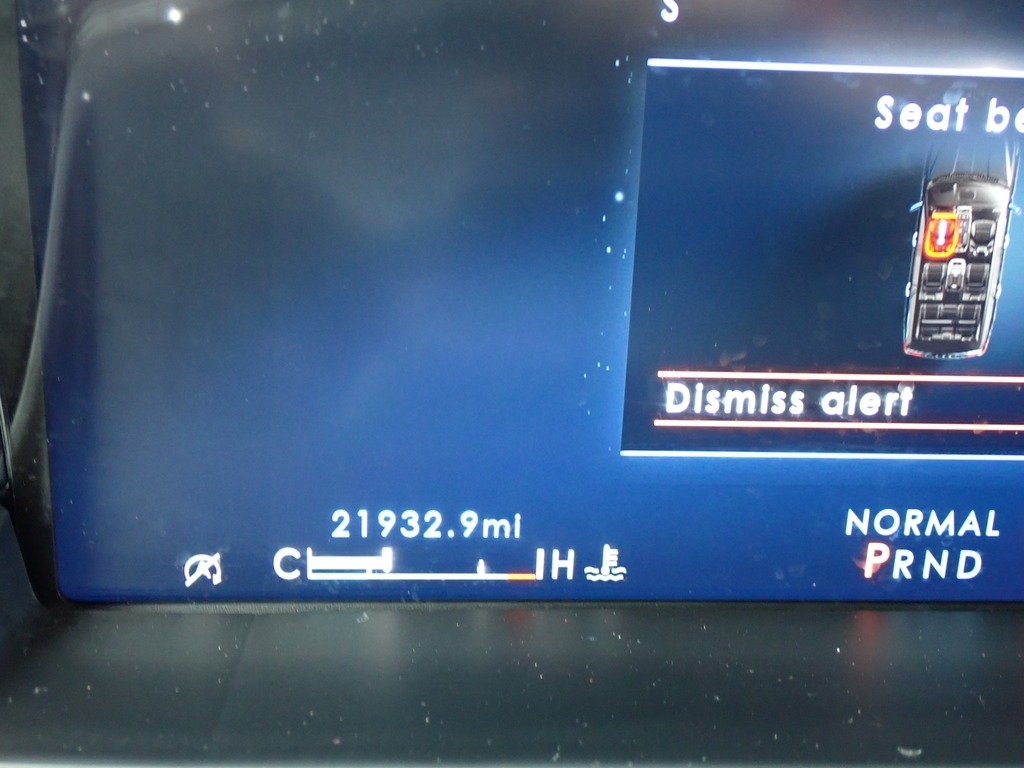 S
Seat be
Dismiss alert
21932.9mi
NORMAL
C H
PRND